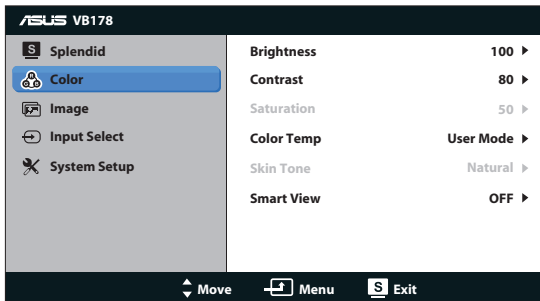 ASUS VB178
S Splendid
Color
Image
Input Select
System Setup
Brightness 100
Contrast 80
Saturation 50
Color Temp User Mode
Skin Tone Natural
Smart View OFF
Move Menu S Exit